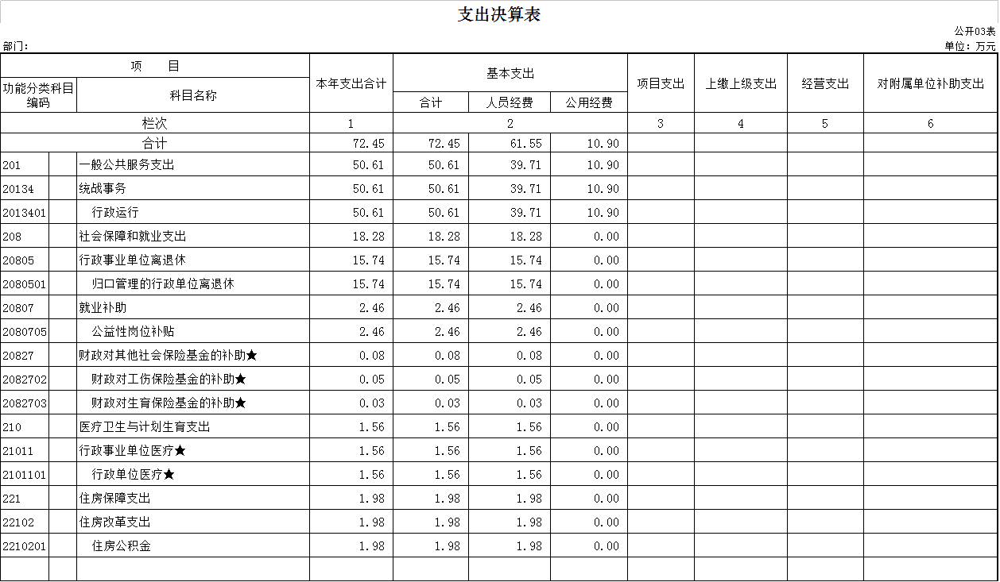 支出决算表
公开03表
部门： 单位：万元
项 目 本年支出合计 基本支出 项目支出 上缴上级支出 经营支出 对附属单位补助支出
功能分类科目
编码 科目名称 合计 人员经费 公用经费
栏次 1 2 3 4 5 6
合计 72.45 72.45 61.55 10.90
201 一般公共服务支出 50.61 50.61 39.71 10.90
20134 统战事务 50.61 50.61 39.71 10.90
2013401 行政运行 50.61 50.61 39.71 10.90
208 社会保障和就业支出 18.28 18.28 18.28 0.00
20805 行政事业单位离退休 15.74 15.74 15.74 0.00
2080501 归口管理的行政单位离退休 15.74 15.74 15.74 0.00
20807 就业补助 2.46 2.46 2.46 0.00
2080705 公益性岗位补贴 2.46 2.46 2.46 0.00
20827 财政对其他社会保险基金的补助★ 0.08 0.08 0.08 0.00
2082702 财政对工伤保险基金的补助★ 0.05 0.05 0.05 0.00
2082703 财政对生育保险基金的补助★ 0.03 0.03 0.03 0.00
210 医疗卫生与计划生育支出 1.56 1.56 1.56 0.00
21011 行政事业单位医疗★ 1.56 1.56 1.56 0.00
2101101 行政单位医疗★ 1.56 1.56 1.56 0.00
221 住房保障支出 1.98 1.98 1.98 0.00
22102 住房改革支出 1.98 1.98 1.98 0.00
2210201 住房公积金 1.98 1.98 1.98 0.00